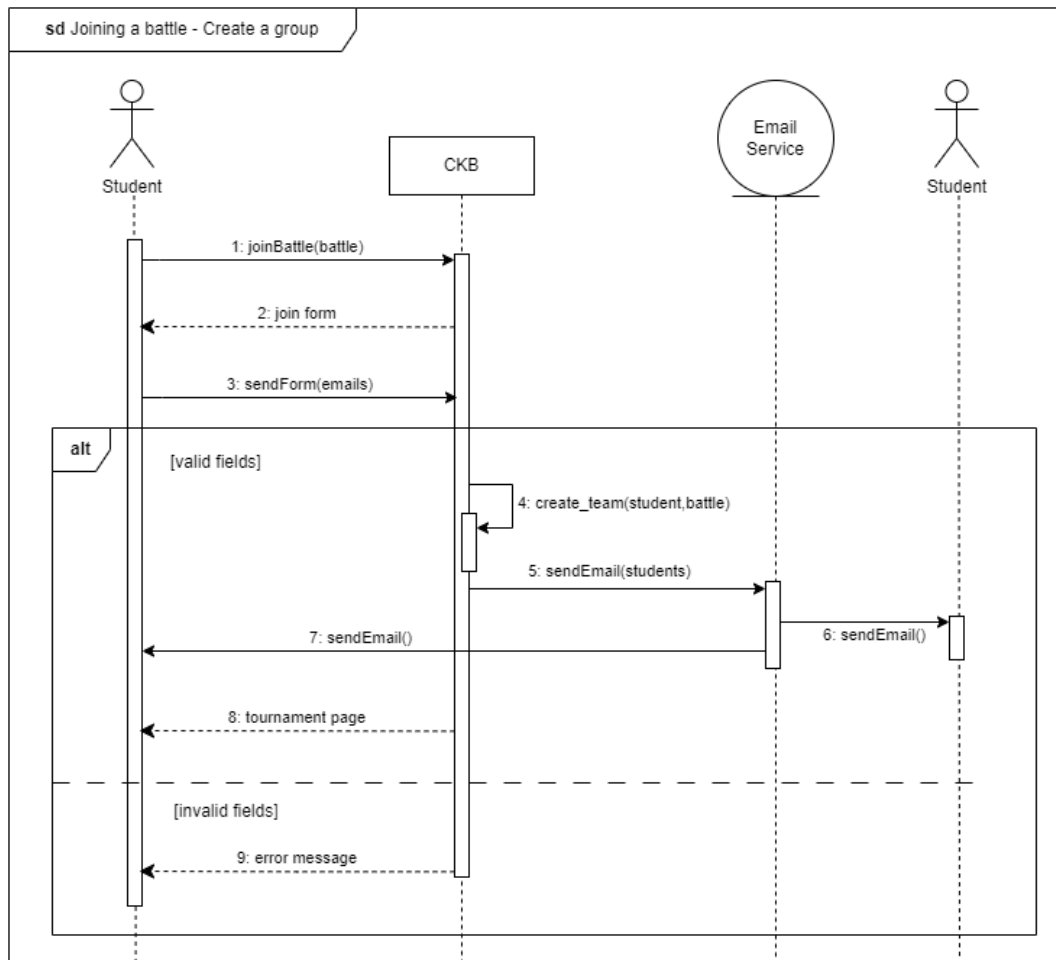 sd Joining a battle - Create a group
Student
CKB
Email
Service
Student
1: joinBattle(battle)
2: join form
3: sendForm(emails)
alt
[valid fields]
4: create_team(student,battle)
5: sendEmail(students)
6: sendEmail()
7: sendEmail()
8: tournament page
[invalid fields]
9: error message